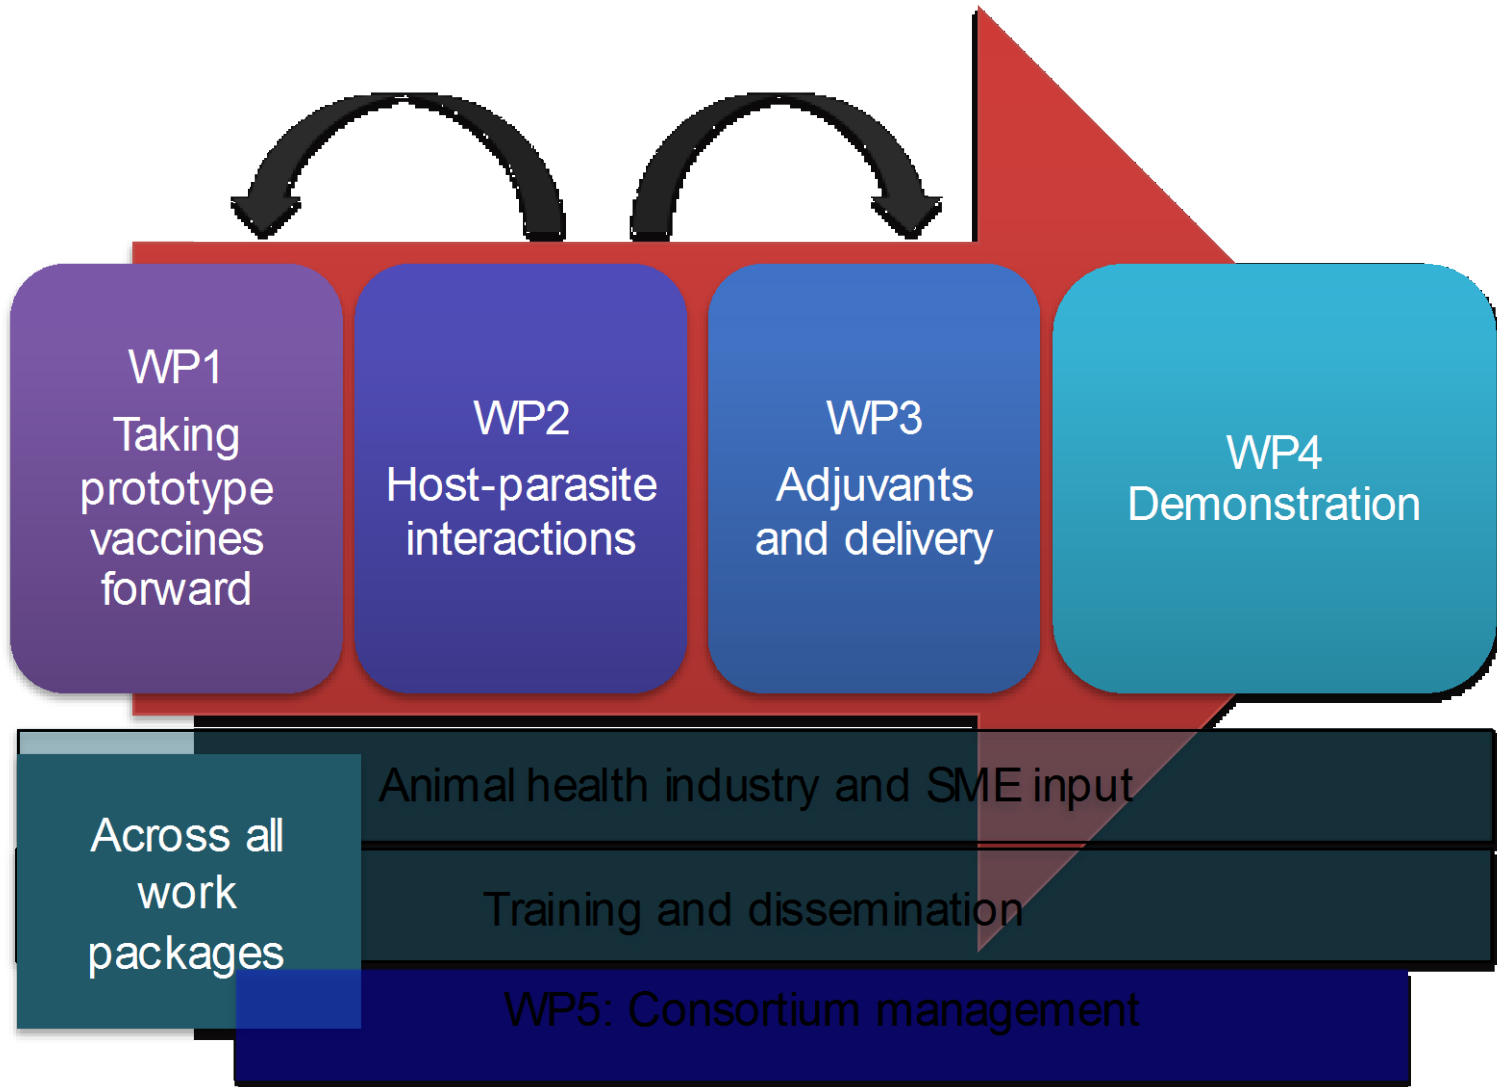 WP1
Taking
prototype
vaccines
forward
WP2
Host-parasite
interactions
WP3
Adjuvants
and delivery
WP4
Demonstration
Animal health industry and SME input
Across all
work
packages
Training and dissemination
WP5: Consortium management